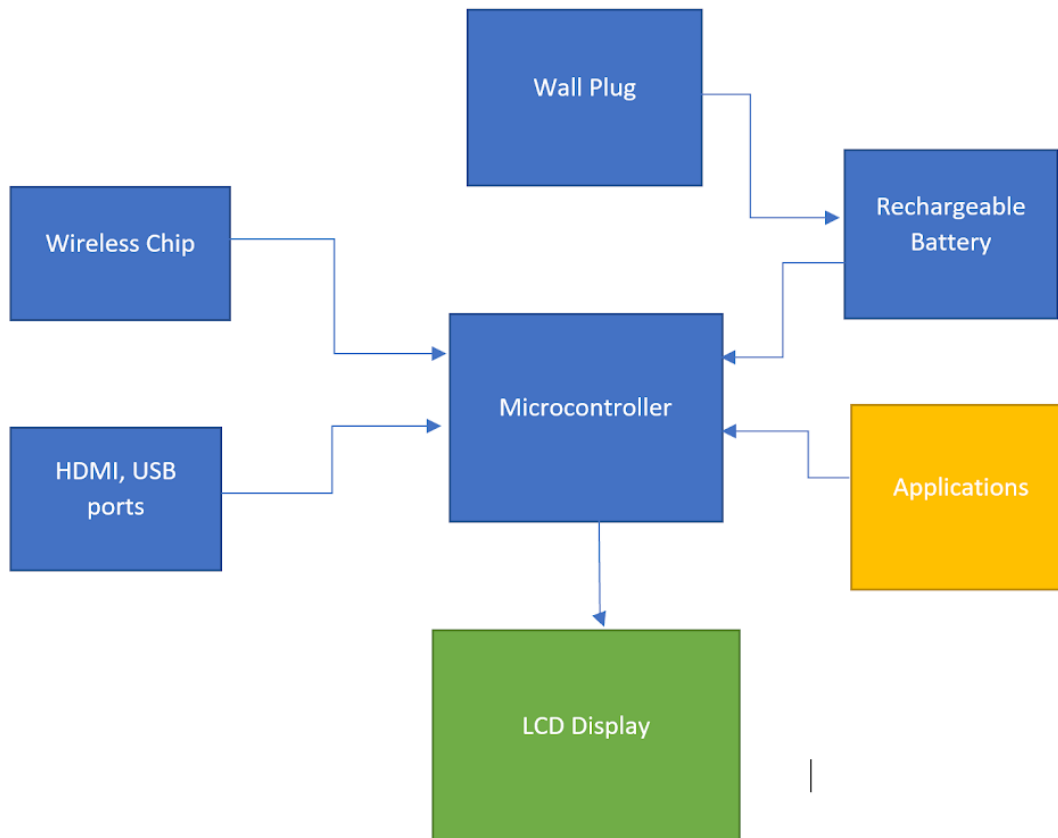 Wall Plug
Rechargeable
Battery
Wireless Chip
Microcontroller
HDMI, USB
ports
Applications
LCD Display